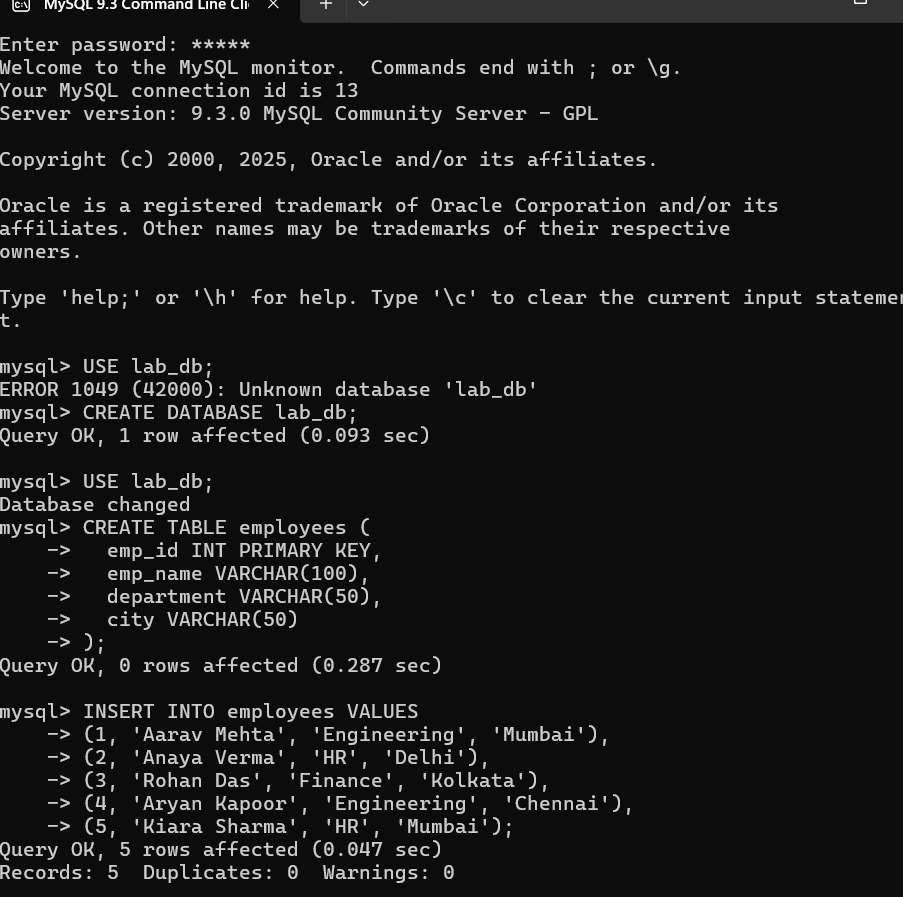 MySQL 9.3 Command Line Cli
Enter password: *****
Welcome to the MySQL monitor.  Commands end with ; or \g.
Your MySQL connection id is 13
Server version: 9.3.0 MySQL Community Server - GPL

Copyright (c) 2000, 2025, Oracle and/or its affiliates.

Oracle is a registered trademark of Oracle Corporation and/or its
affiliates. Other names may be trademarks of their respective
owners.

Type 'help;' or '\h' for help. Type '\c' to clear the current input statemen
t.

mysql> USE lab_db;
ERROR 1049 (42000): Unknown database 'lab_db'
mysql> CREATE DATABASE lab_db;
Query OK, 1 row affected (0.093 sec)

mysql> USE lab_db;
Database changed
mysql> CREATE TABLE employees (
    ->   emp_id INT PRIMARY KEY,
    ->   emp_name VARCHAR(100),
    ->   department VARCHAR(50),
    ->   city VARCHAR(50)
    -> );
Query OK, 0 rows affected (0.287 sec)

mysql> INSERT INTO employees VALUES
    -> (1, 'Aarav Mehta', 'Engineering', 'Mumbai'),
    -> (2, 'Anaya Verma', 'HR', 'Delhi'),
    -> (3, 'Rohan Das', 'Finance', 'Kolkata'),
    -> (4, 'Aryan Kapoor', 'Engineering', 'Chennai'),
    -> (5, 'Kiara Sharma', 'HR', 'Mumbai');
Query OK, 5 rows affected (0.047 sec)
Records: 5  Duplicates: 0  Warnings: 0